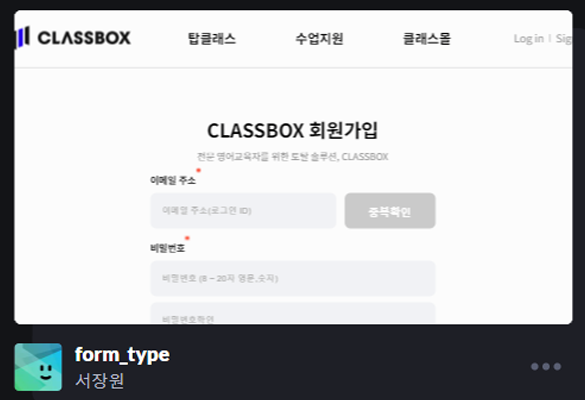 CLASSBOX 탑클래스 수업지원 클래스몰 Log in | Sig
CLASSBOX 회원가입
전문 영어교육자를 위한 토탈 솔루션, CLASSBOX
이메일 주소*
이메일 주소(로그인 ID) 중복확인
비밀번호*
비밀번호 (8 ~ 20자 영문,숫자)
비밀번호확인
form_type
서장원